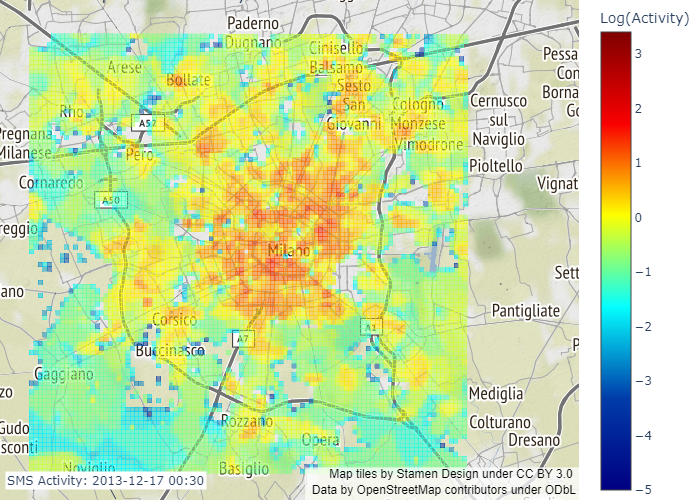 Log(Activity)
3
2
1
0
−1
−2
−3
−4
−5
Paderno
Dugnano
Cinisello
Balsamo
Arese
Bollate
Sesto
San
Giovanni
Cologno
Monzese
Vimodrone
Cernusco
sul
Naviglio
Pioltello
Pessa
Con
Borna
Go
Rho
A52
Pero
Pregnana
Milanese
Cornaredo
A50
Vignat
reggio
Milano
Sett
ano
Pantigliate
Corsico
A7
A1
Buccinasco
P
Gaggiano
zo
Mediglia
Rozzano
Colturano
Dresano
Gudo
sconti
Opera
Noviglio
Basiglio
SMS Activity: 2013-12-17 00:30
Map tiles by Stamen Design under CC BY 3.0
Data by OpenStreetMap contributors under ODbL